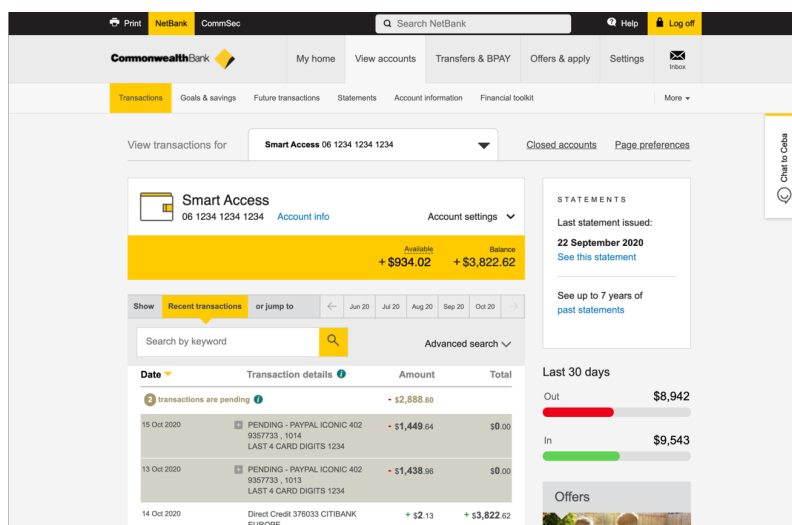 Print NetBank CommSec Search NetBank Help Log off
CommonwealthBank My home View accounts Transfers & BPAY Offers & apply Settings Inbox
Transactions Goals & savings Future transactions Statements Account information Financial toolkit More
Chat to Ceba
View transactions for Smart Access 06 1234 1234 1234 Closed accounts Page preferences
Smart Access
06 1234 1234 1234 Account info Account settings
Available Balance
+ $934.02 + $3,822.62
Show Recent transactions or jump to Jun 20 Jul 20 Aug 20 Sep 20 Oct 20
Search by keyword Advanced search
Date Transaction details Amount Total
2 transactions are pending - $2,888.60
15 Oct 2020 PENDING - PAYPAL ICONIC 402 - $1,449.64 $0.00
9357733 , 1014
LAST 4 CARD DIGITS 1234
13 Oct 2020 PENDING - PAYPAL ICONIC 402 - $1,438.96 $0.00
9357733 , 1013
LAST 4 CARD DIGITS 1234
14 Oct 2020 Direct Credit 376033 CITIBANK + $2.13 + $3,822.62
EUROPE
STATEMENTS
Last statement issued:
22 September 2020
See this statement
See up to 7 years of
past statements
Last 30 days
Out $8,942
In $9,543
Offers